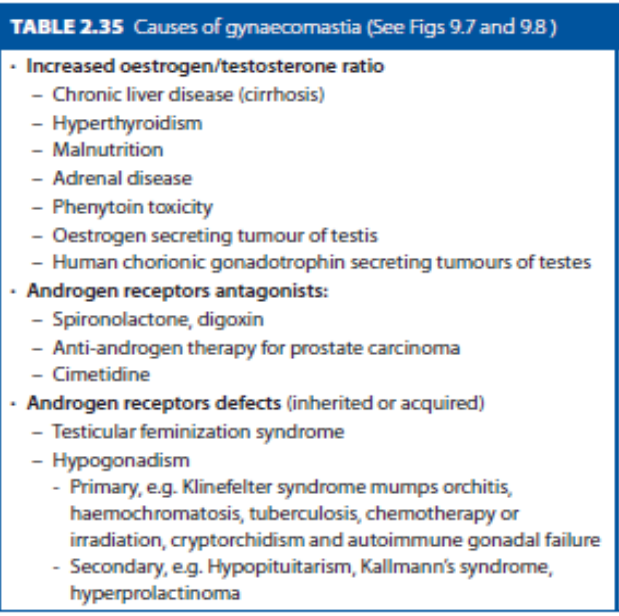 TABLE 2.35 Causes of gynaecomastia (See Figs 9.7 and 9.8 )
• Increased oestrogen/testosterone ratio
– Chronic liver disease (cirrhosis)
– Hyperthyroidism
– Malnutrition
– Adrenal disease
– Phenytoin toxicity
– Oestrogen secreting tumour of testis
– Human chorionic gonadotrophin secreting tumours of testes
• Androgen receptors antagonists:
– Spironolactone, digoxin
– Anti-androgen therapy for prostate carcinoma
– Cimetidine
• Androgen receptors defects (inherited or acquired)
– Testicular feminization syndrome
– Hypogonadism
- Primary, e.g. Klinefelter syndrome mumps orchitis,
haemochromatosis, tuberculosis, chemotherapy or
irradiation, cryptorchidism and autoimmune gonadal failure
- Secondary, e.g. Hypopituitarism, Kallmann's syndrome,
hyperprolactinoma